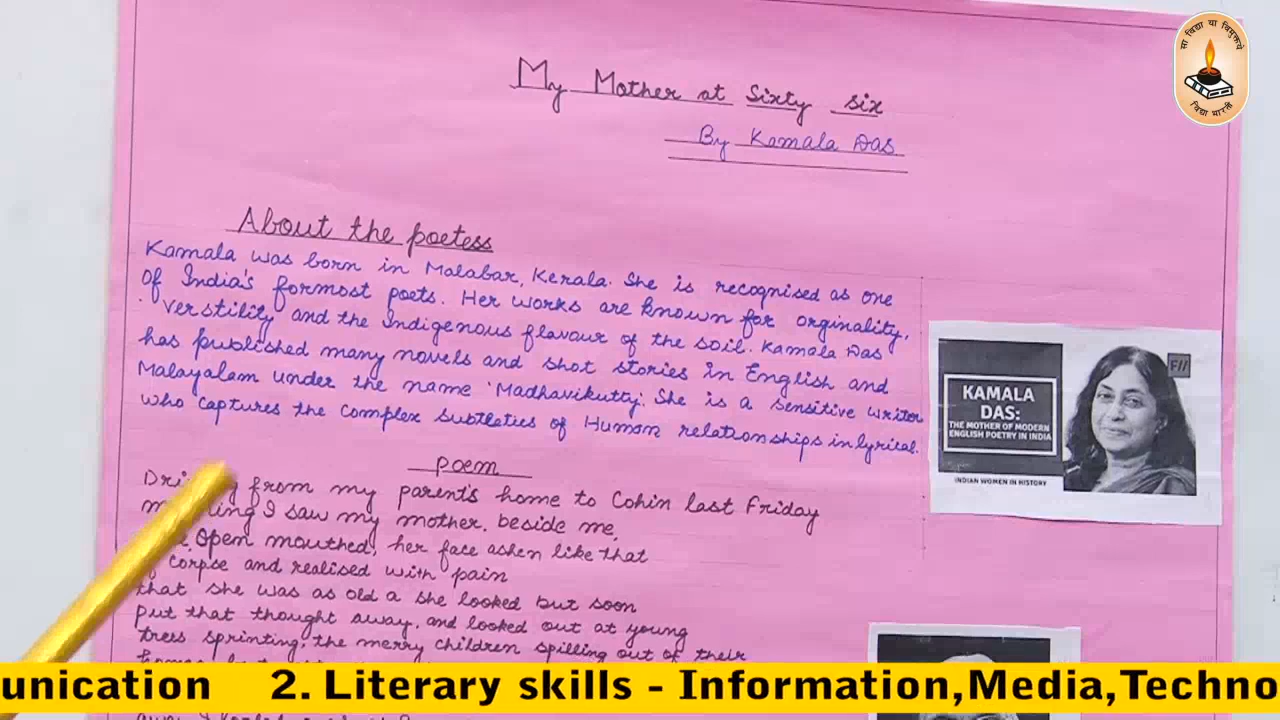 सा विद्या या विमुक्तये
विद्या भारती
My Mother at Sixty six
By Kamala Das
About the poetess
Kamala was born in Malabar, Kerala. She is recognised as one
of India's formost poets. Her works are known for orginality,
Verstility and the Indigenous flavour of the soil. Kamala Das
has published many novels and shot stories in English and
Malayalam under the name 'Madhavikutty. She is a sensitive writer
who captures the complex subtleties of Human relationships in lyrical.
KAMALA
DAS:
THE MOTHER OF MODERN
ENGLISH POETRY IN INDIA
F//
INDIAN WOMEN IN HISTORY
poem
from my parent's home to Cohin last Friday
I saw my mother, beside me,
open mouthed, her face ashen like that
corpse and realised with pain
that she was as old a she looked but soon
put that thought away, and looked out at young
trees sprinting, the merry children spilling out of their
unication 2. Literary skills - Information,Media,Techno